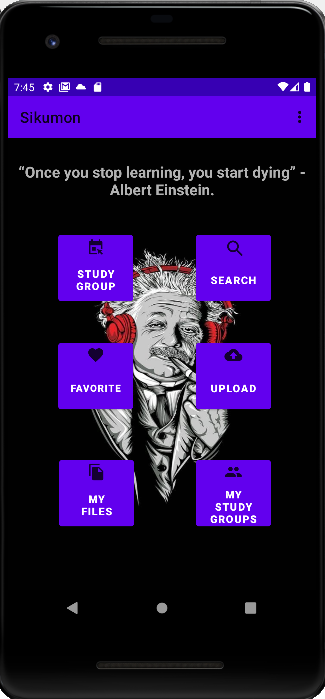 7:45
Sikumon
“Once you stop learning, you start dying” -
Albert Einstein.
STUDY
GROUP
SEARCH
FAVORITE
UPLOAD
MY
FILES
MY
STUDY
GROUPS